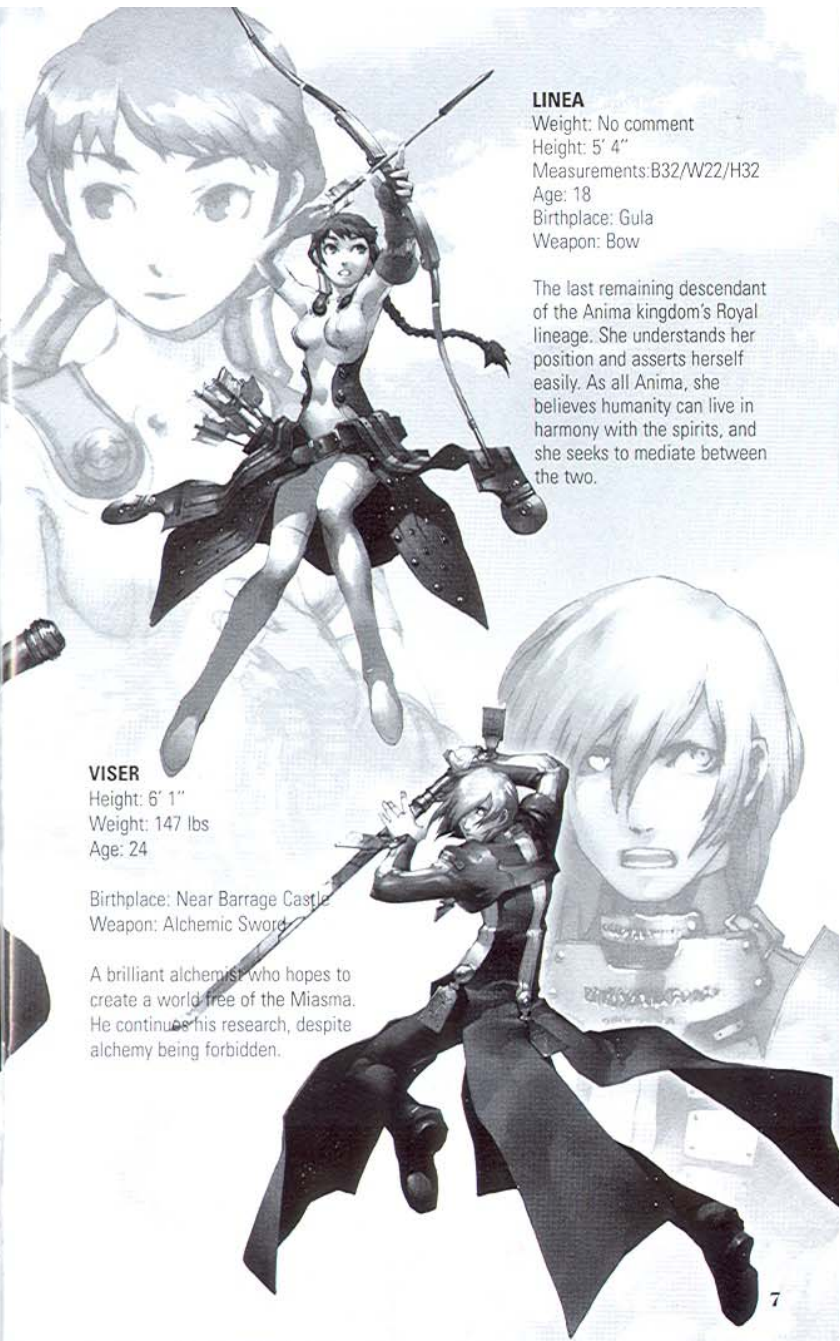 LINEA
Weight: No comment
Height: 5' 4"
Measurements:B32/W22/H32
Age: 18
Birthplace: Gula
Weapon: Bow
The last remaining descendant
of the Anima kingdom's Royal
lineage. She understands her
position and asserts herself
easily. As all Anima, she
believes humanity can live in
harmony with the spirits, and
she seeks to mediate between
the two.
VISER
Height: 6' 1"
Weight: 147 lbs
Age: 24
Birthplace: Near Barrage Castle
Weapon: Alchemic Sword
A brilliant alchemist who hopes to
create a world free of the Miasma.
He continues his research, despite
alchemy being forbidden.
7